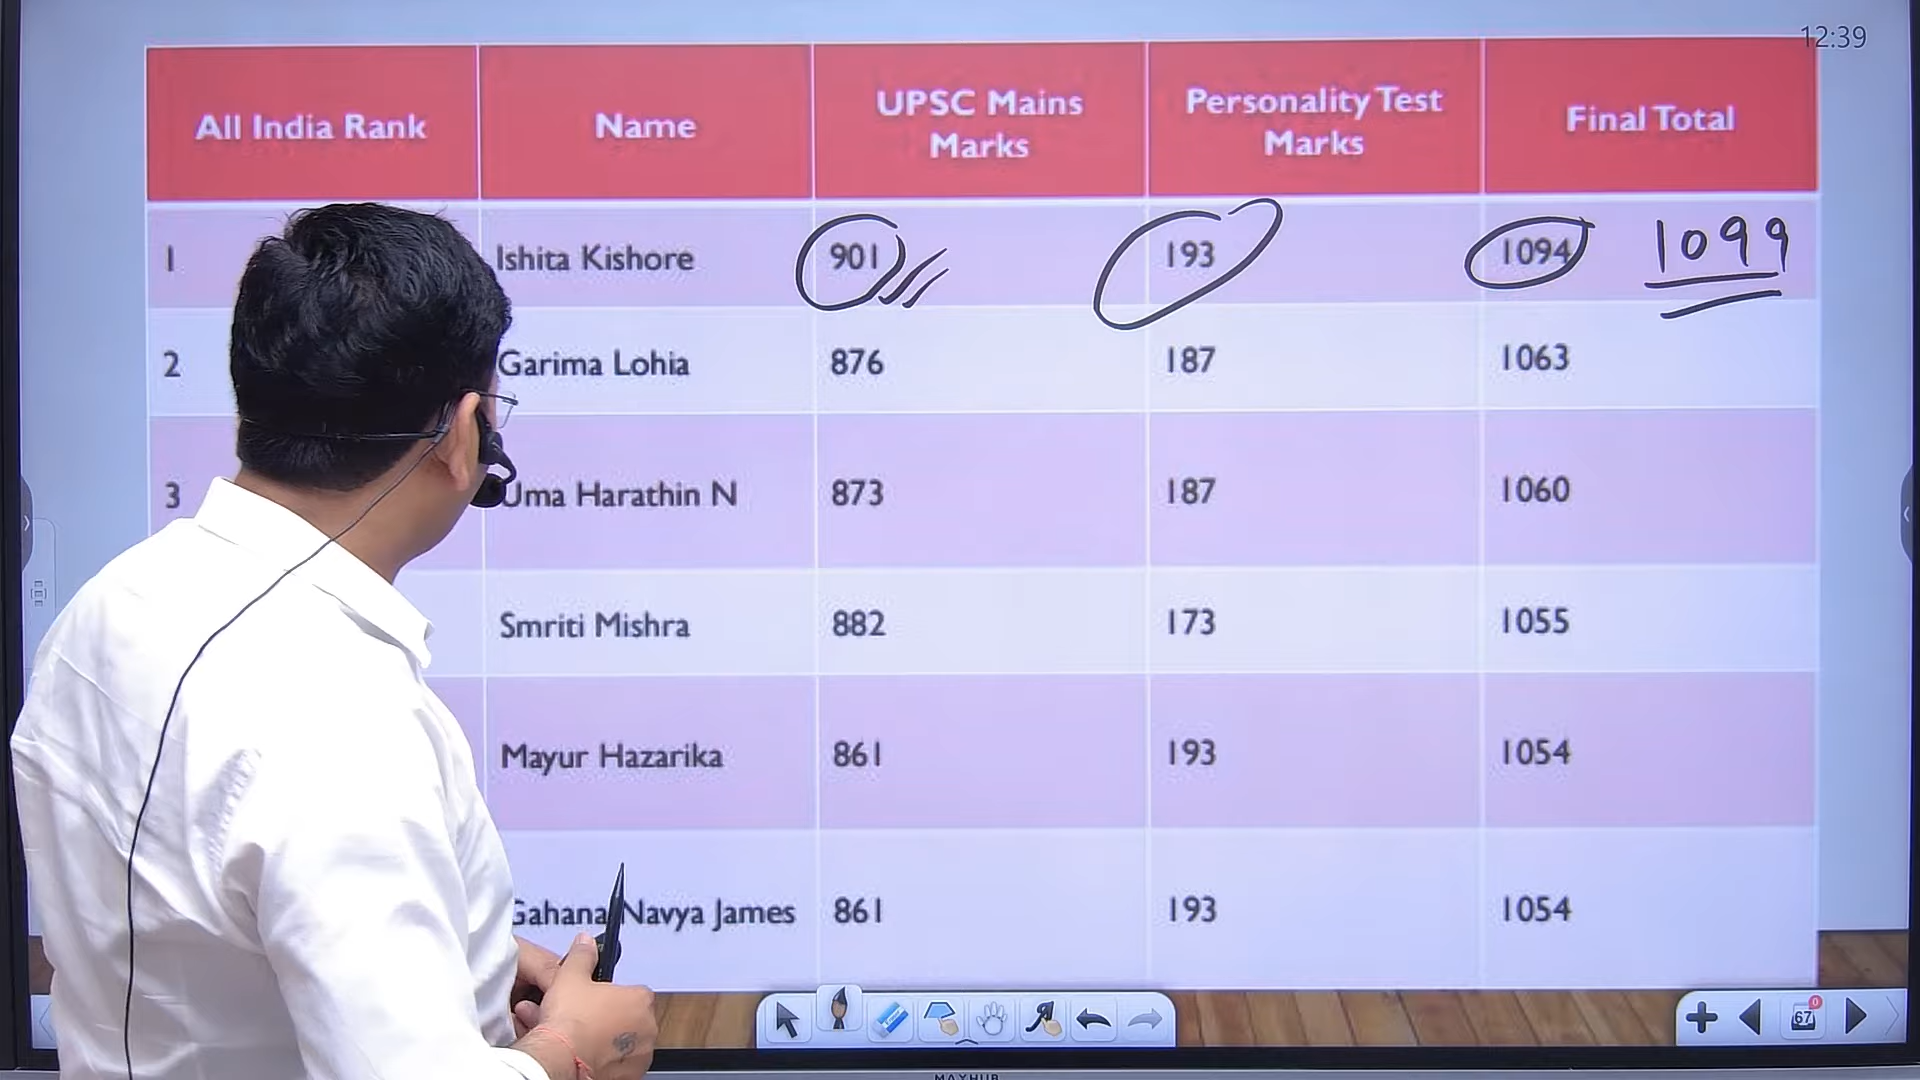 12:39
All India Rank Name UPSC Mains Marks Personality Test Marks Final Total
1 Ishita Kishore 901 193 1094 1099
2 Garima Lohia 876 187 1063
3 Uma Harathin N 873 187 1060
Smriti Mishra 882 173 1055
Mayur Hazarika 861 193 1054
Gahana Navya James 861 193 1054
67
0
MAYHUB